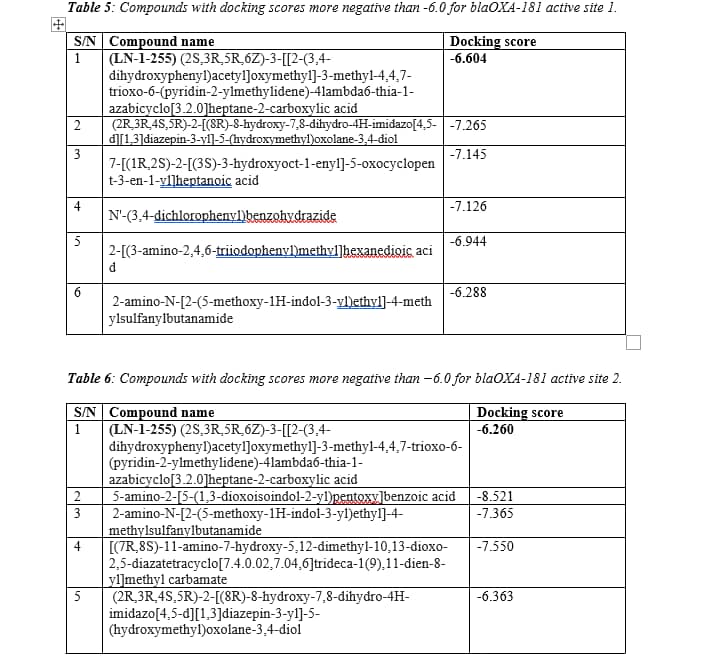 Table 5: Compounds with docking scores more negative than -6.0 for blaOXA-181 active site 1.
S/N Compound name Docking score
1 (LN-1-255) (2S,3R,5R,6Z)-3-[[2-(3,4- -6.604
dihydroxyphenyl)acetyl]oxymethyl]-3-methyl-4,4,7-
trioxo-6-(pyridin-2-ylmethylidene)-4lambda6-thia-1-
azabicyclo[3.2.0]heptane-2-carboxylic acid
2 (2R,3R,4S,5R)-2-[(8R)-8-hydroxy-7,8-dihydro-4H-imidazo[4,5- -7.265
d][1,3]diazepin-3-yl]-5-(hydroxymethyl)oxolane-3,4-diol
3 7-[(1R,2S)-2-[(3S)-3-hydroxyoct-1-enyl]-5-oxocyclopen -7.145
t-3-en-1-yl]heptanoic acid
4 N'-(3,4-dichlorophenyl)benzohydrazide -7.126
5 2-[(3-amino-2,4,6-triiodophenyl)methyl]hexanedioic aci -6.944
d
6 2-amino-N-[2-(5-methoxy-1H-indol-3-yl)ethyl]-4-meth -6.288
ylsulfanylbutanamide
Table 6: Compounds with docking scores more negative than −6.0 for blaOXA-181 active site 2.
S/N Compound name Docking score
1 (LN-1-255) (2S,3R,5R,6Z)-3-[[2-(3,4- -6.260
dihydroxyphenyl)acetyl]oxymethyl]-3-methyl-4,4,7-trioxo-6-
(pyridin-2-ylmethylidene)-4lambda6-thia-1-
azabicyclo[3.2.0]heptane-2-carboxylic acid
2 5-amino-2-[5-(1,3-dioxoisoindol-2-yl)pentoxy]benzoic acid -8.521
3 2-amino-N-[2-(5-methoxy-1H-indol-3-yl)ethyl]-4- -7.365
methylsulfanylbutanamide
4 [(7R,8S)-11-amino-7-hydroxy-5,12-dimethyl-10,13-dioxo- -7.550
2,5-diazatetracyclo[7.4.0.02,7.04,6]trideca-1(9),11-dien-8-
yl]methyl carbamate
5 (2R,3R,4S,5R)-2-[(8R)-8-hydroxy-7,8-dihydro-4H- -6.363
imidazo[4,5-d][1,3]diazepin-3-yl]-5-
(hydroxymethyl)oxolane-3,4-diol